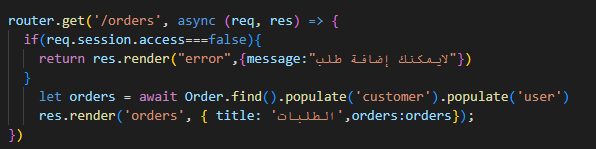 router.get('/orders', async (req, res) => {
if(req.session.access===false){
return res.render("error",{message:"لايمكنك إضافة طلب"})
}
let orders = await Order.find().populate('customer').populate('user')
res.render('orders', { title: 'الطلبات',orders:orders});
})